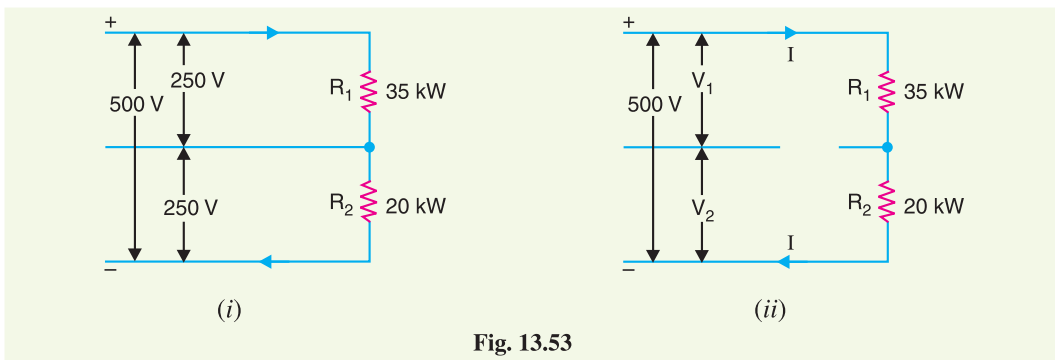 +
250 V
500 V
R1 35 kW
250 V
R2 20 kW
–
(i)
+
I
V1
500 V
R1 35 kW
V2
R2 20 kW
I
–
(ii)
Fig. 13.53